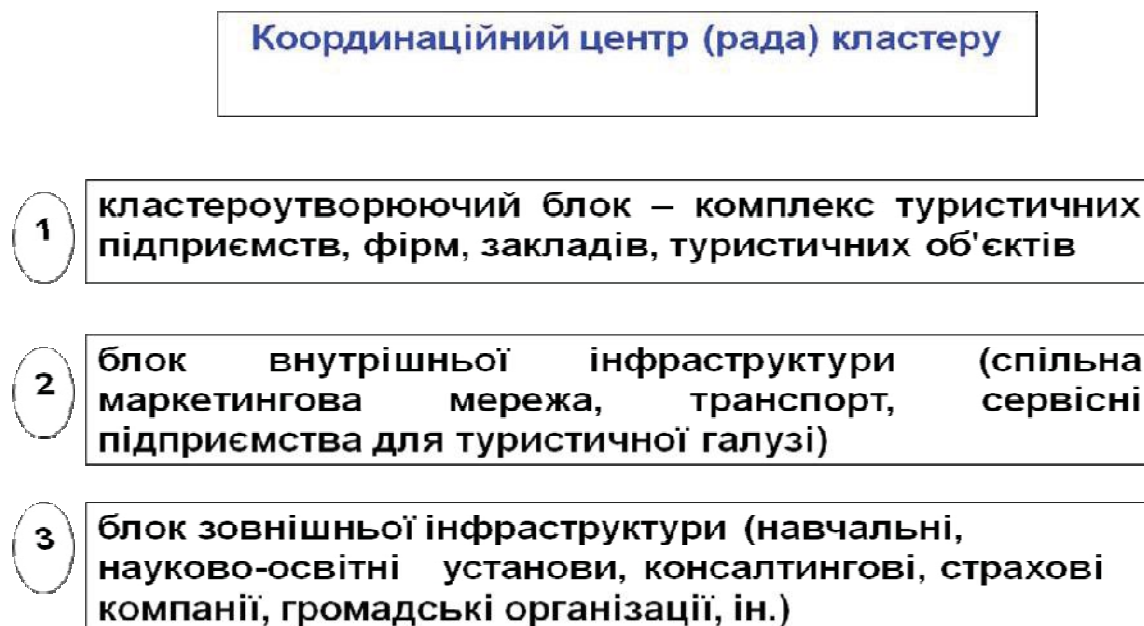 Координаційний центр (рада) кластеру
1
кластероутворюючий блок – комплекс туристичних
підприємств, фірм, закладів, туристичних об'єктів
2
блок внутрішньої інфраструктури (спільна
маркетингова мережа, транспорт, сервісні
підприємства для туристичної галузі)
3
блок зовнішньої інфраструктури (навчальні,
науково-освітні установи, консалтингові, страхові
компанії, громадські організації, ін.)